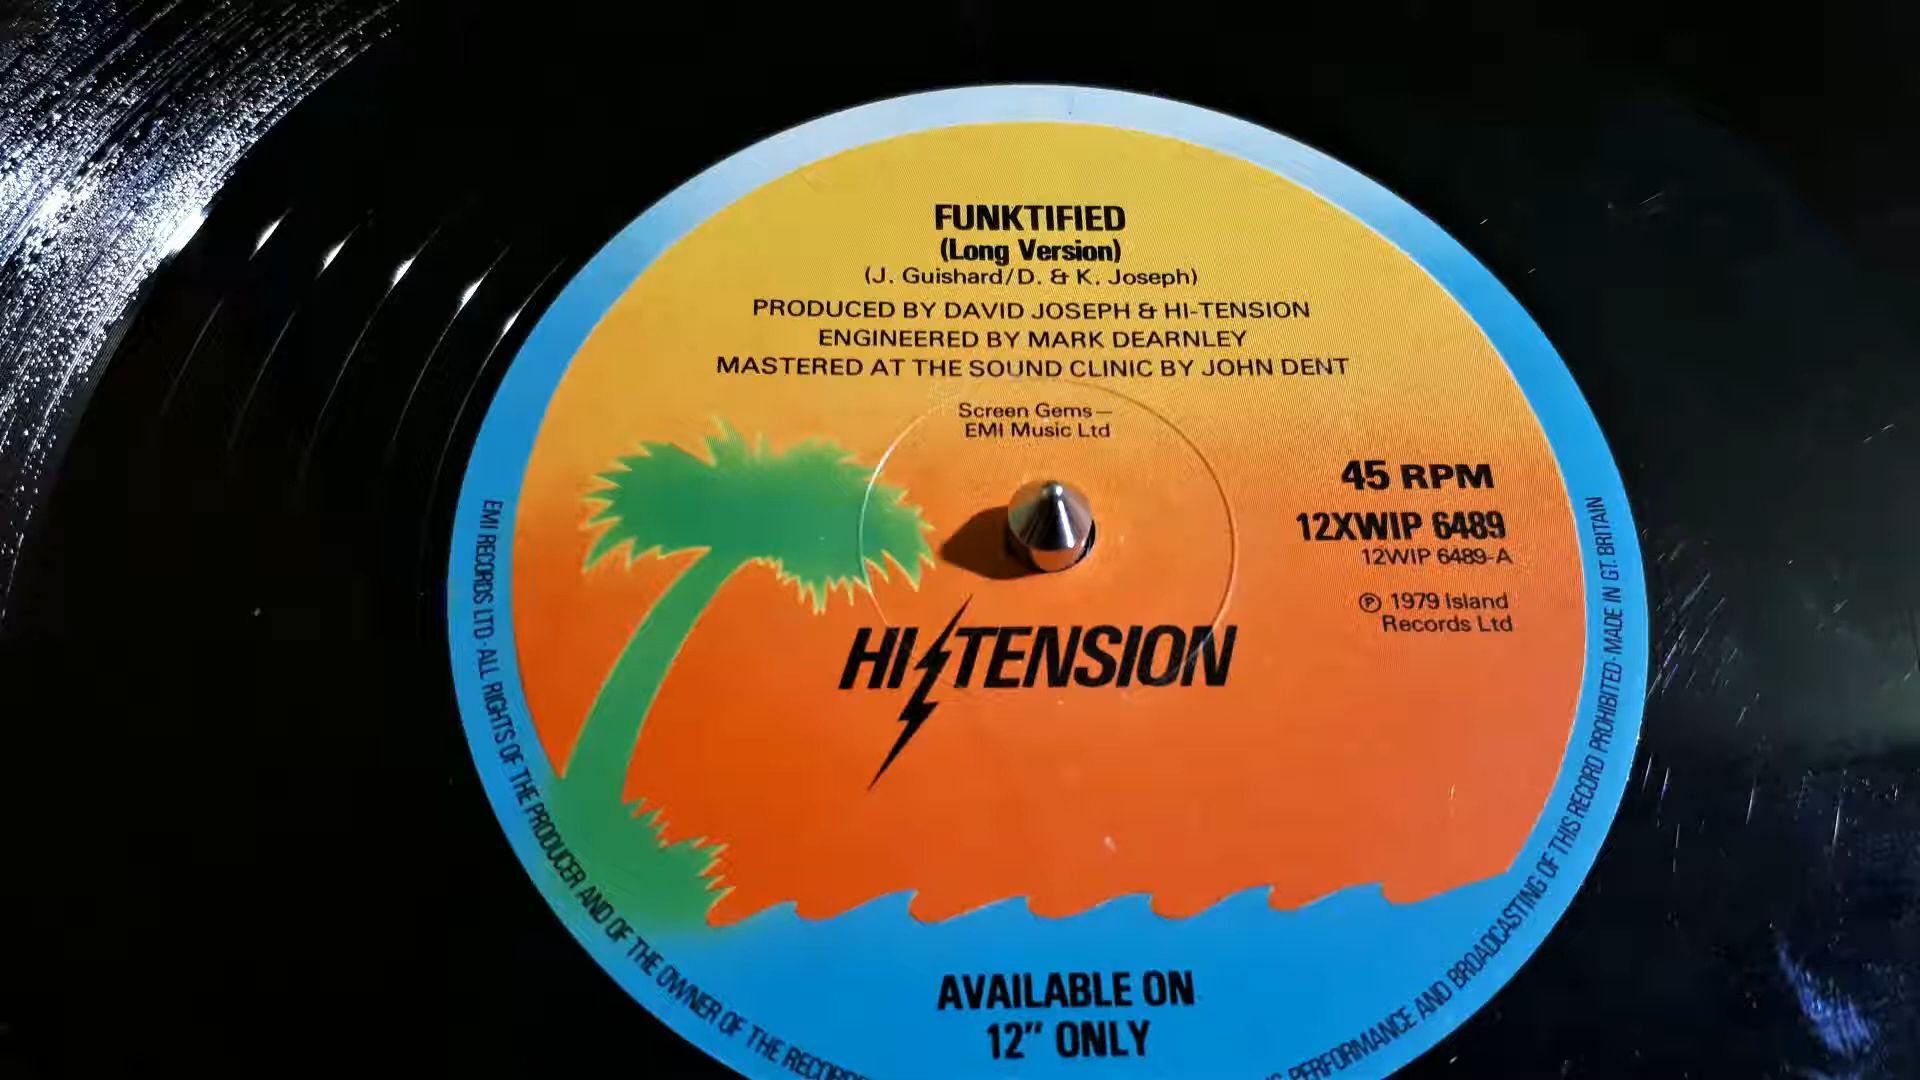 FUNKTIFIED
(Long Version)
(J. Guishard/D. & K. Joseph)
PRODUCED BY DAVID JOSEPH & HI-TENSION
ENGINEERED BY MARK DEARNLEY
MASTERED AT THE SOUND CLINIC BY JOHN DENT
Screen Gems—
EMI Music Ltd
45 RPM
12XWIP 6489
12WIP 6489-A
℗ 1979 Island
Records Ltd
HI TENSION
AVAILABLE ON
12" ONLY
EMI RECORDS LTD· ALL RIGHTS OF THE PRODUCER AND OF THE OWNER OF THE
PERFORMANCE AND BROADCASTING OF THIS RECORD PROHIBITED· MADE IN GT. BRITAIN